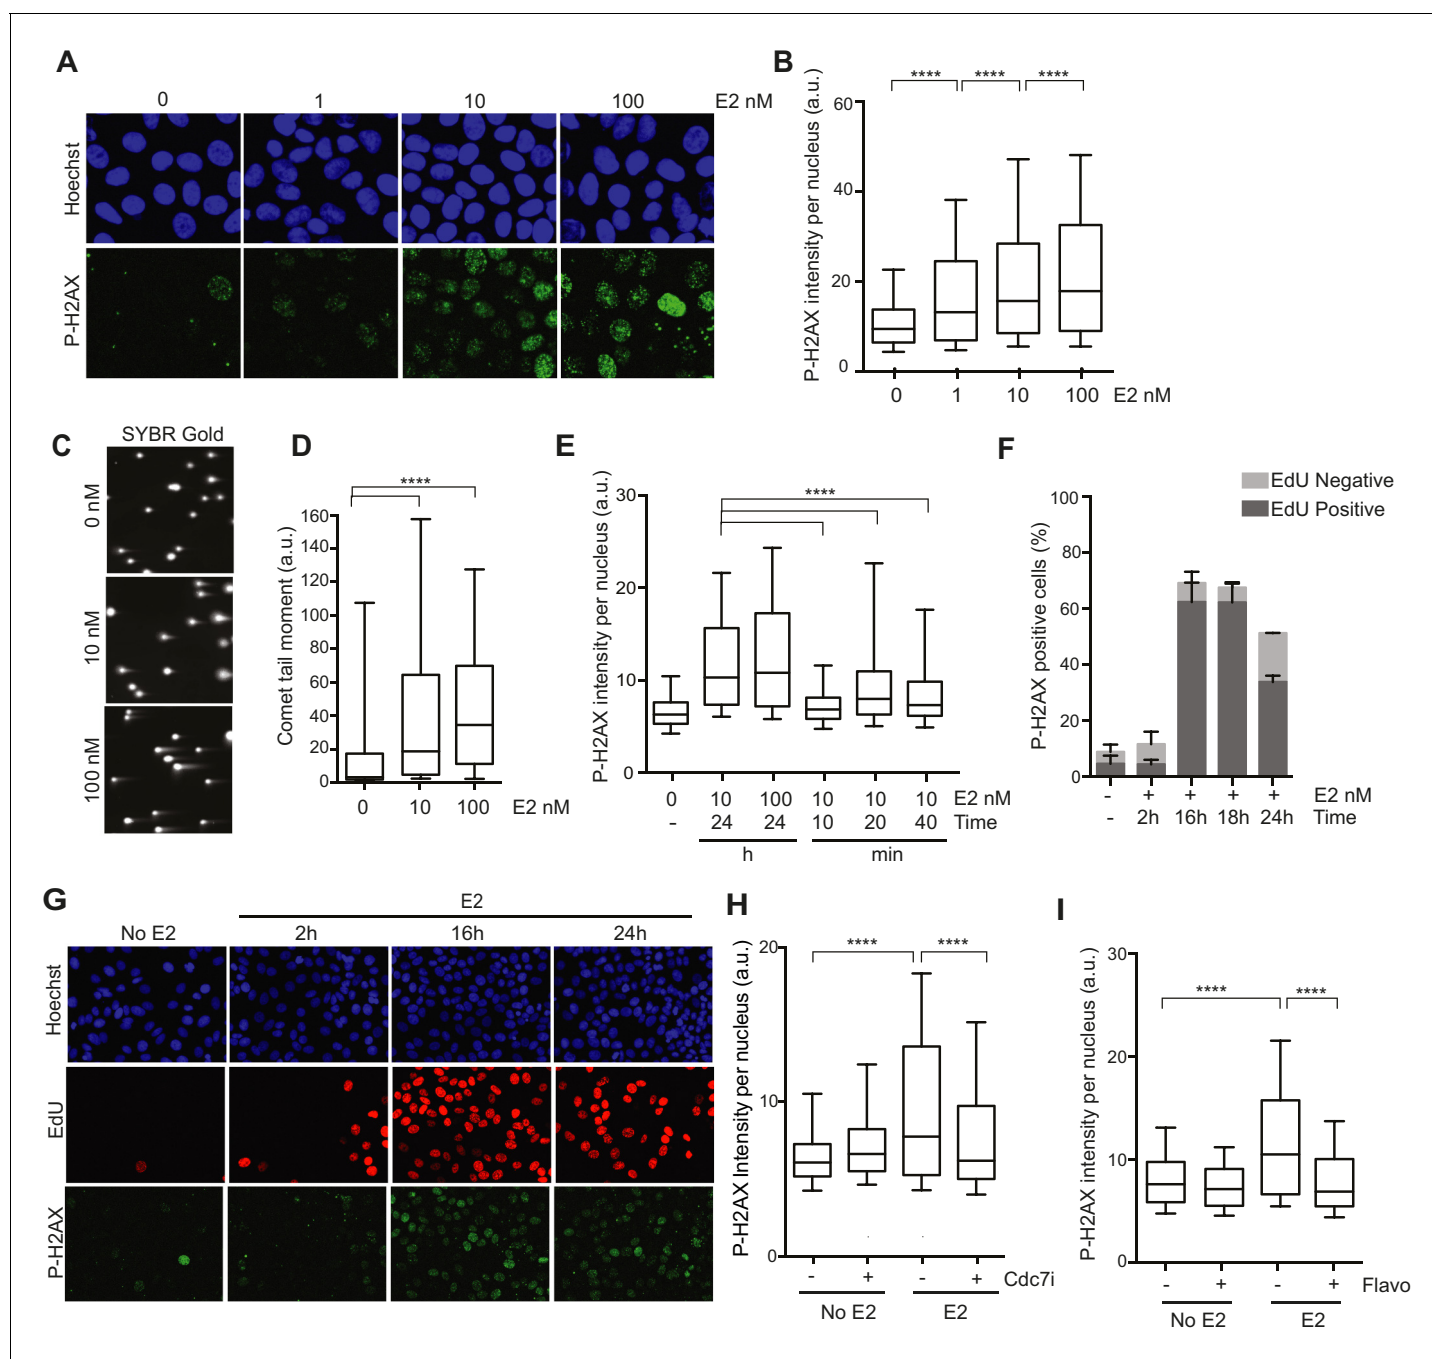 A
0 1 10 100 E2 nM
Hoechst
P-H2AX
B
**** **** ****
P-H2AX intensity per nucleus (a.u.)
60
40
20
0
0 1 10 100 E2 nM
C
SYBR Gold
0 nM
10 nM
100 nM
D
****
Comet tail moment (a.u.)
160
140
120
100
80
60
40
20
0
0 10 100 E2 nM
E
****
P-H2AX intensity per nucleus (a.u.)
30
20
10
0
0 10 100 10 10 10 E2 nM
- 24 24 10 20 40 Time
h min
F
EdU Negative
EdU Positive
P-H2AX positive cells (%)
100
80
60
40
20
0
- + + + + E2 nM
- 2h 16h 18h 24h Time
G
E2
No E2 2h 16h 24h
Hoechst
EdU
P-H2AX
H
**** ****
P-H2AX Intensity per nucleus (a.u.)
20
10
0
- + - + Cdc7i
No E2 E2
I
**** ****
P-H2AX intensity per nucleus (a.u.)
30
20
10
0
- + - + Flavo
No E2 E2